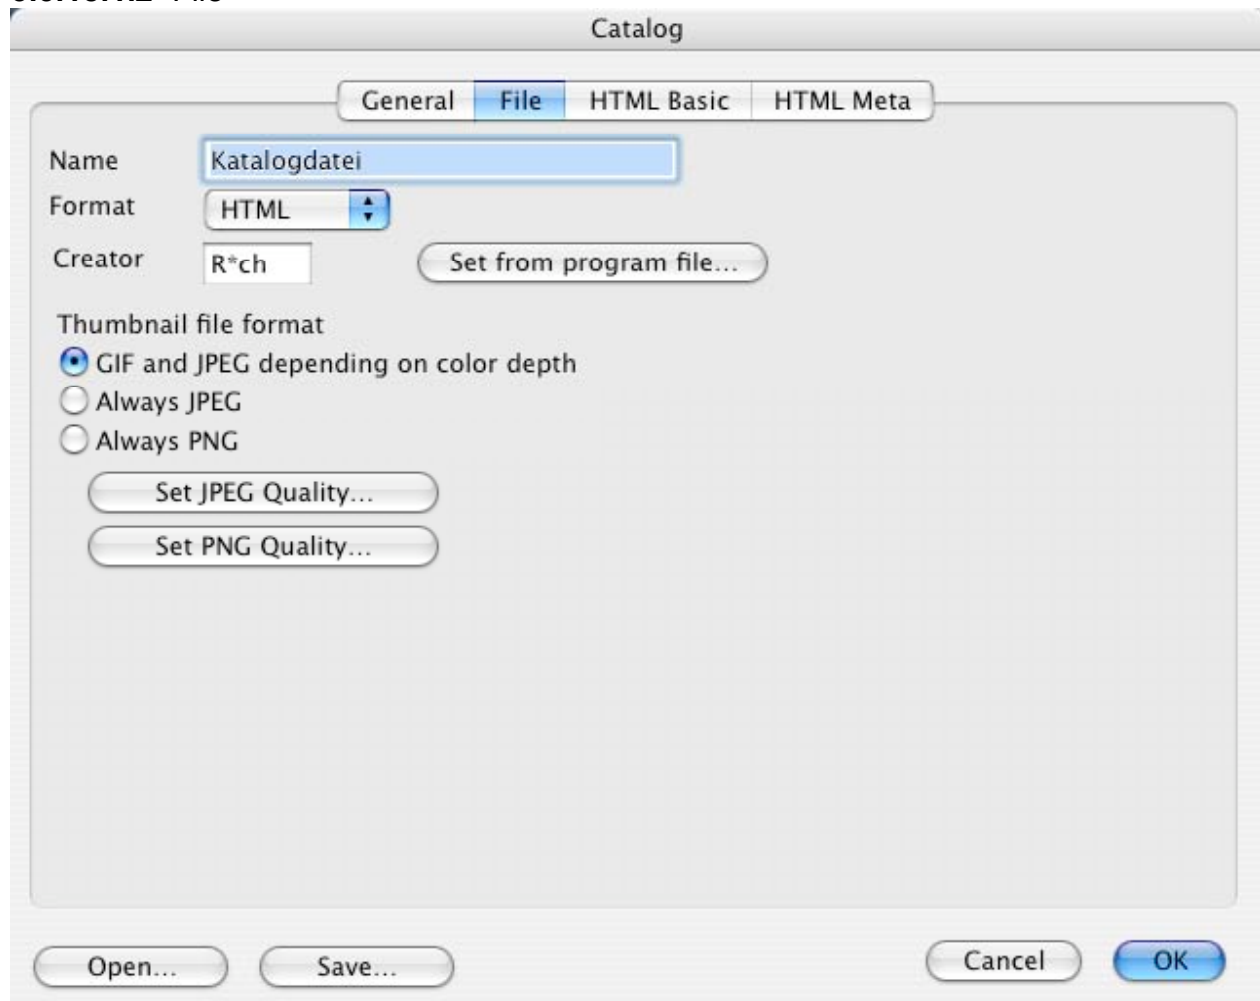 Catalog
General File HTML Basic HTML Meta
Name Katalogdatei
Format HTML
Creator R*ch Set from program file...
Thumbnail file format
GIF and JPEG depending on color depth
Always JPEG
Always PNG
Set JPEG Quality...
Set PNG Quality...
Open... Save... Cancel OK